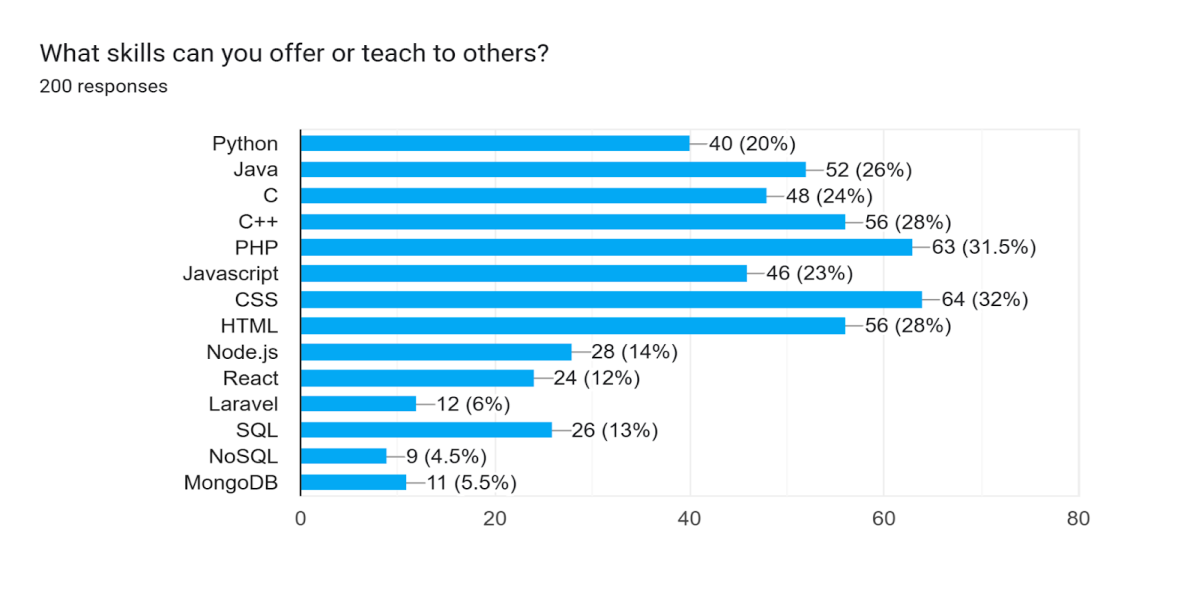 What skills can you offer or teach to others?
200 responses
Python 40 (20%)
Java 52 (26%)
C 48 (24%)
C++ 56 (28%)
PHP 63 (31.5%)
Javascript 46 (23%)
CSS 64 (32%)
HTML 56 (28%)
Node.js 28 (14%)
React 24 (12%)
Laravel 12 (6%)
SQL 26 (13%)
NoSQL 9 (4.5%)
MongoDB 11 (5.5%)
0 20 40 60 80